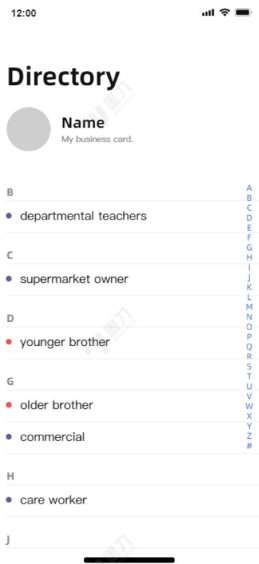 12:00
Directory
Name
My business card.
B
departmental teachers
C
supermarket owner
D
younger brother
G
older brother
commercial
H
care worker
J
A
B
C
D
E
F
G
H
I
J
K
L
M
N
O
P
Q
R
S
T
U
V
W
X
Y
Z
#